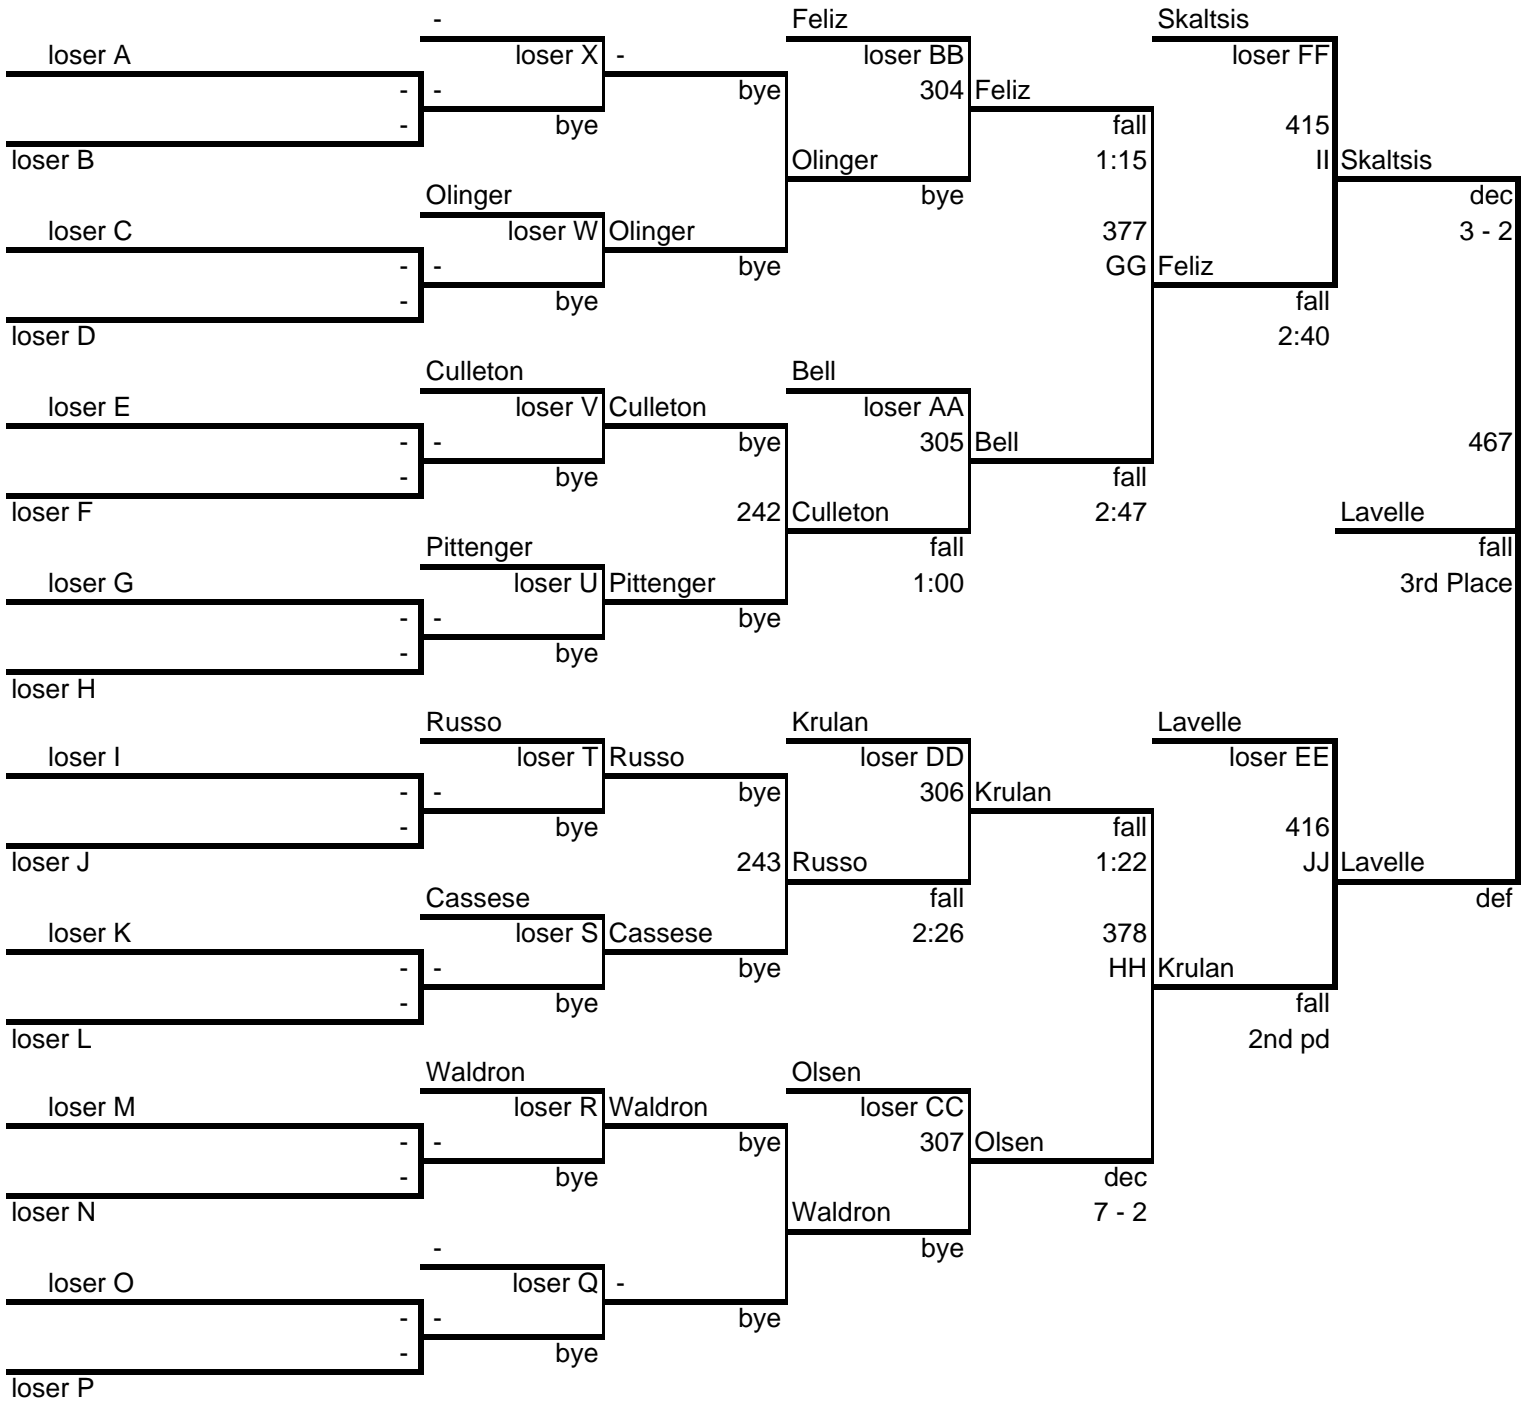 -
Feliz
Skaltsis
loser A
loser X
-
loser BB
loser FF
-
-
bye
304
Feliz
-
bye
fall
415
loser B
Olinger
1:15
II
Skaltsis
Olinger
bye
dec
loser C
loser W
Olinger
377
3 - 2
-
-
bye
GG
Feliz
-
bye
fall
loser D
2:40
Culleton
Bell
loser E
loser V
Culleton
loser AA
-
-
bye
305
Bell
467
-
bye
fall
loser F
242
Culleton
2:47
Lavelle
Pittenger
fall
fall
loser G
loser U
Pittenger
1:00
3rd Place
-
-
bye
-
bye
loser H
Russo
Krulan
Lavelle
loser I
loser T
Russo
loser DD
loser EE
-
-
bye
306
Krulan
-
bye
fall
416
loser J
243
Russo
1:22
JJ
Lavelle
Cassese
fall
def
loser K
loser S
Cassese
2:26
378
-
-
bye
HH
Krulan
-
bye
fall
loser L
2nd pd
Waldron
Olsen
loser M
loser R
Waldron
loser CC
-
-
bye
307
Olsen
-
bye
dec
loser N
Waldron
7 - 2
-
bye
loser O
loser Q
-
-
-
bye
-
bye
loser P